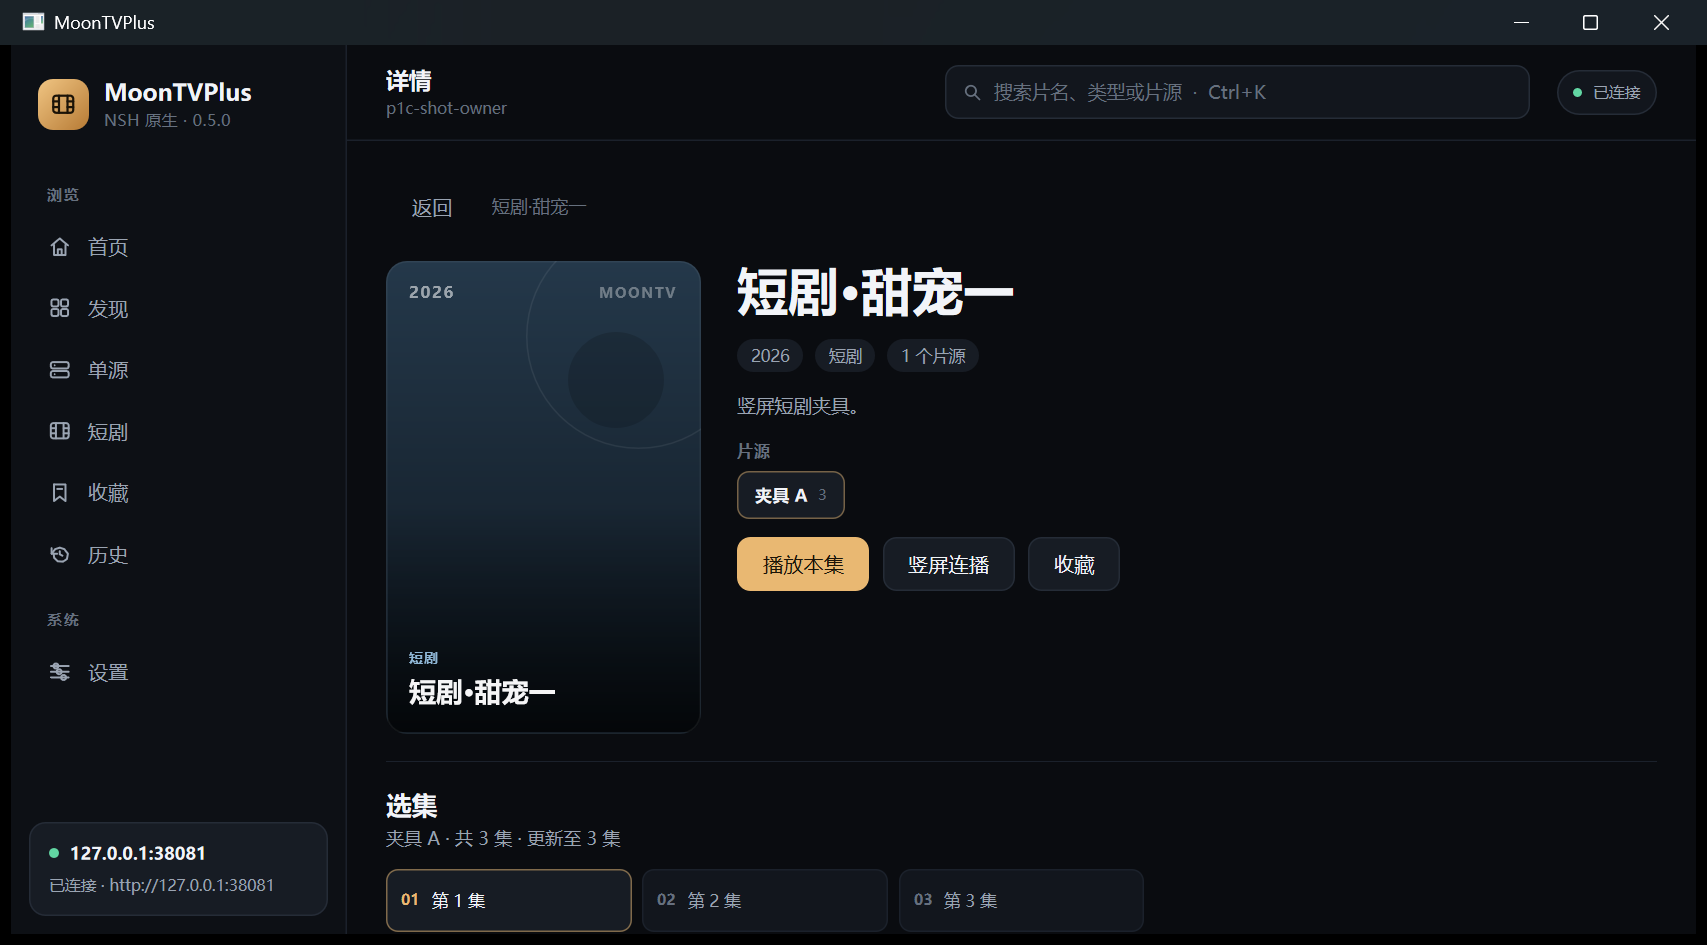 MoonTVPlus
MoonTVPlus
NSH 原生 · 0.5.0
浏览
首页
发现
单源
短剧
收藏
历史
系统
设置
127.0.0.1:38081
已连接 · http://127.0.0.1:38081
详情
p1c-shot-owner
搜索片名、类型或片源 · Ctrl+K
已连接
返回
短剧·甜宠一
2026
MOONTV
短剧
短剧·甜宠一
短剧·甜宠一
2026
短剧
1 个片源
竖屏短剧夹具。
片源
夹具 A 3
播放本集
竖屏连播
收藏
选集
夹具 A · 共 3 集 · 更新至 3 集
01 第 1 集
02 第 2 集
03 第 3 集